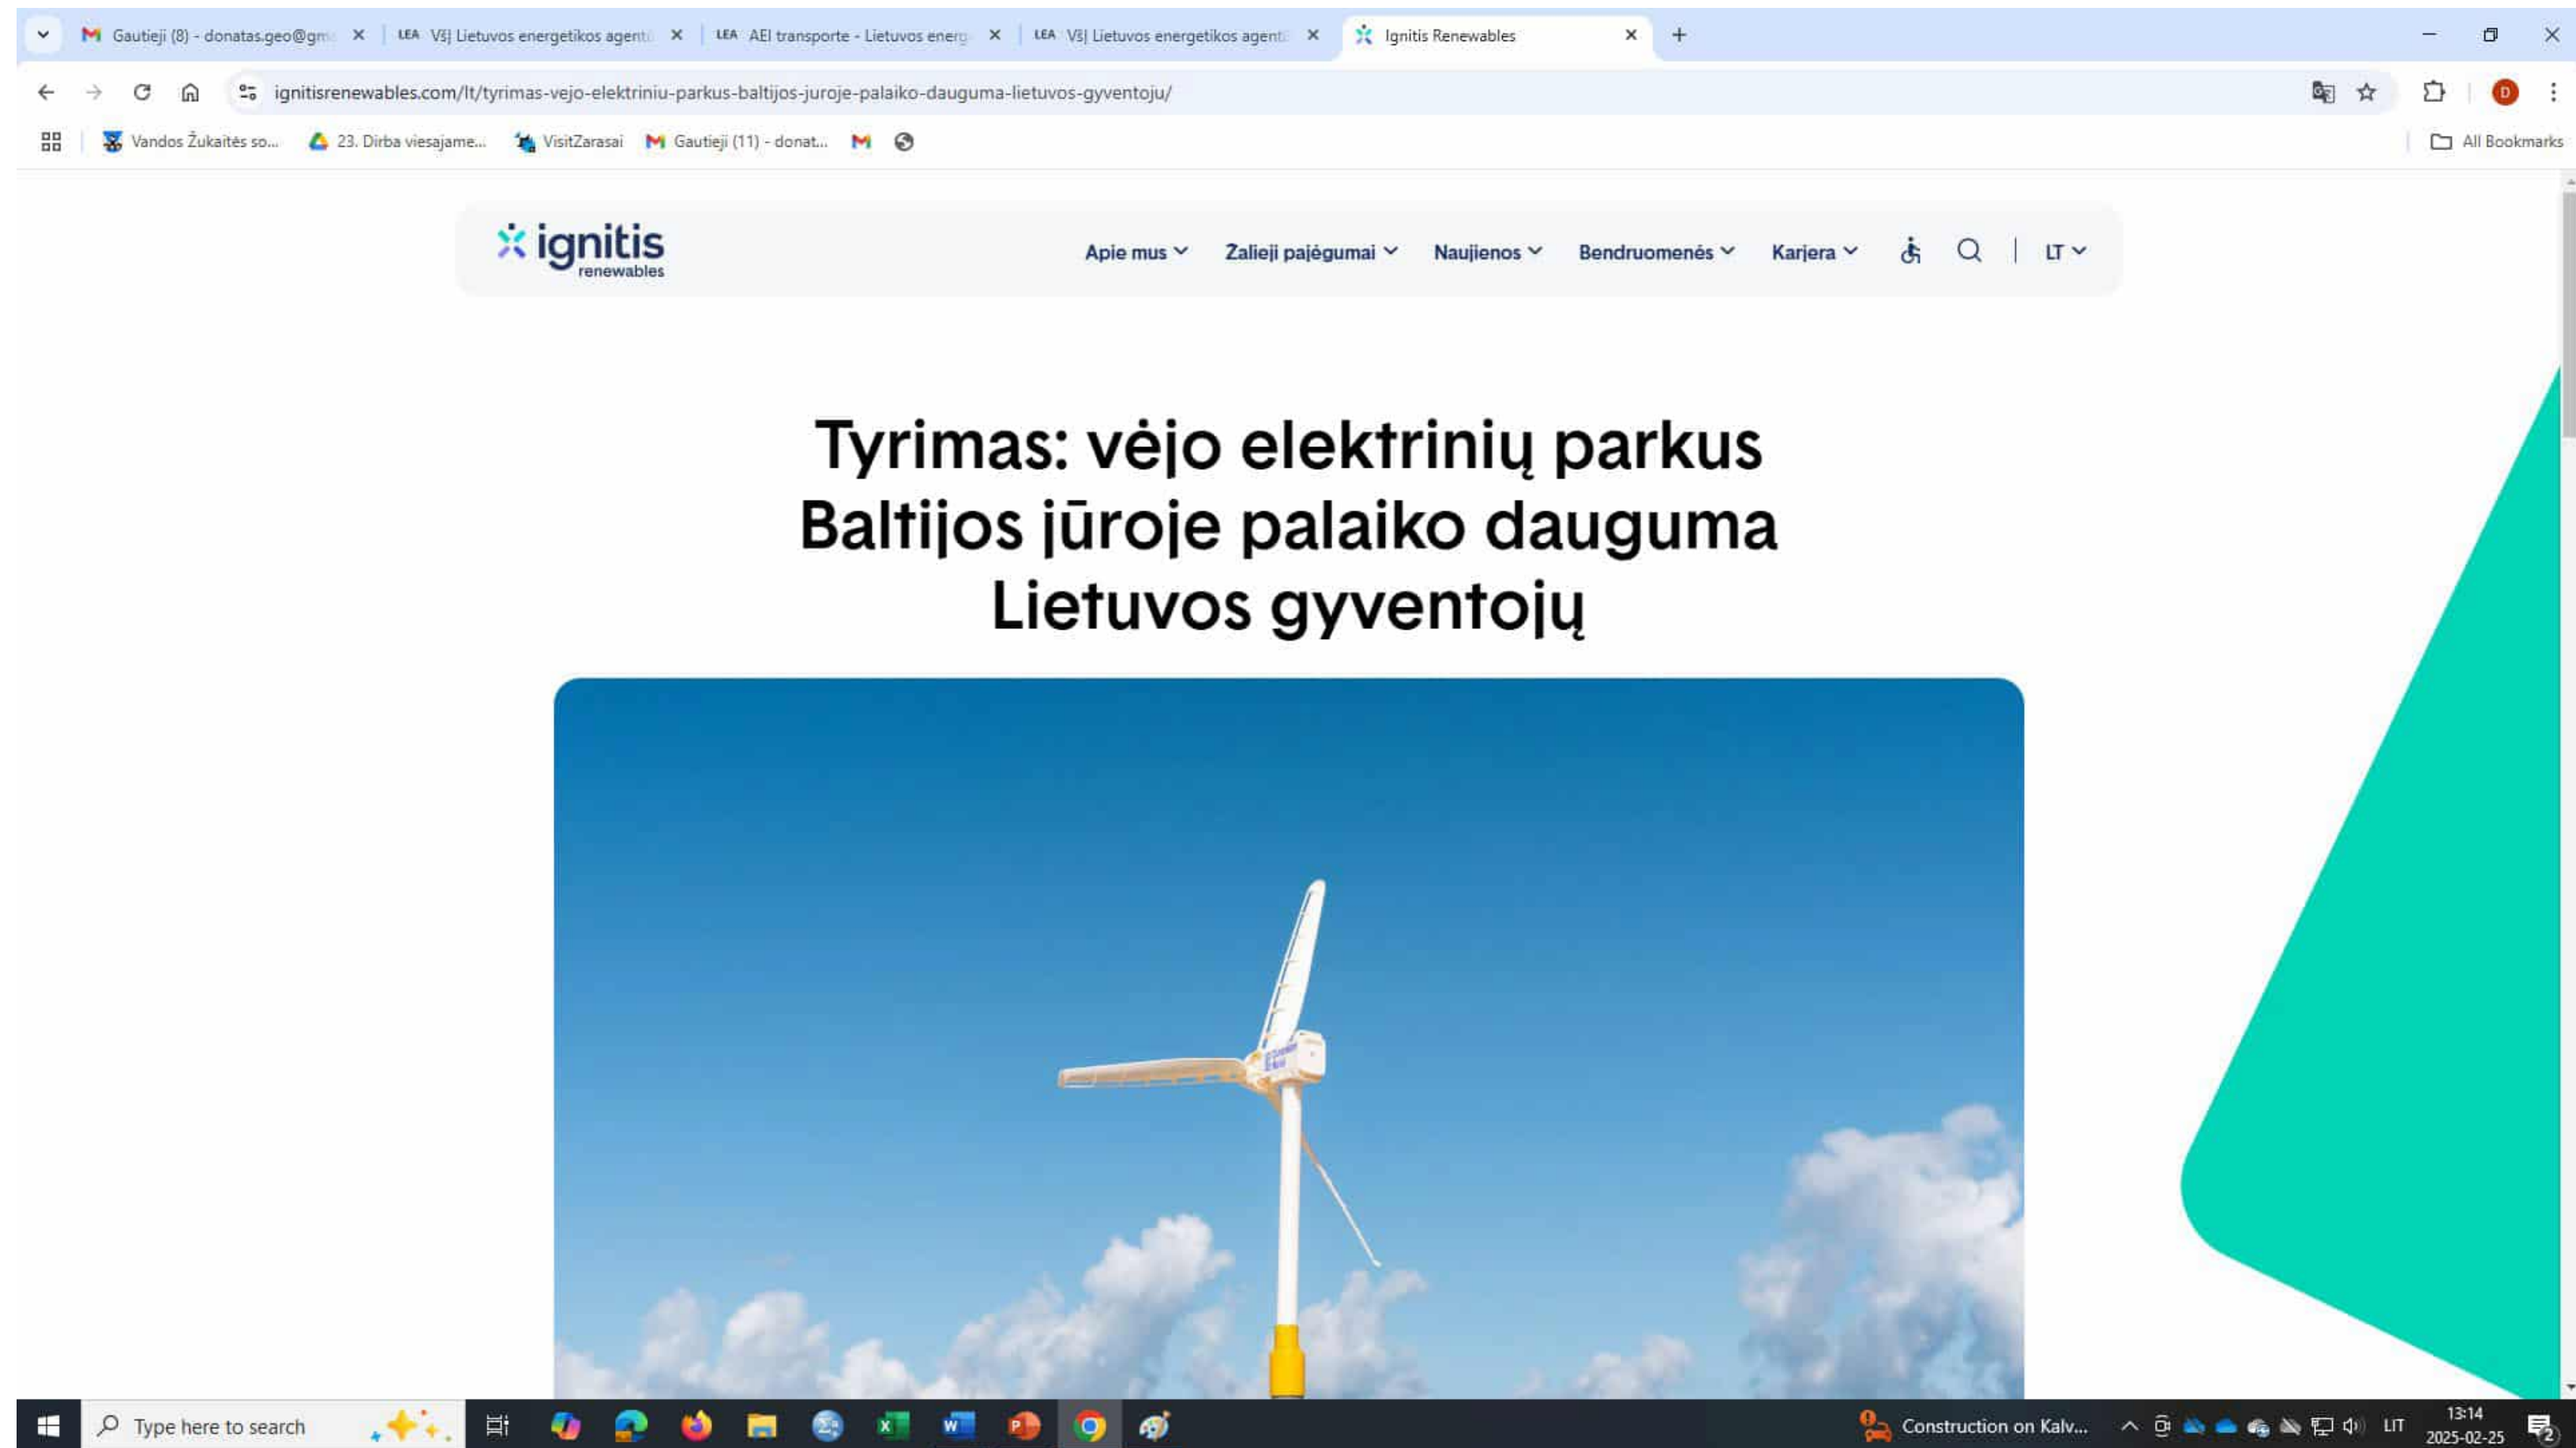 Gautieji (8) - donatas.geo@gm
LEA VšĮ Lietuvos energetikos agent
LEA AEI transporte - Lietuvos energ
LEA VšĮ Lietuvos energetikos agent
Ignitis Renewables
ignitisrenewables.com/lt/tyrimas-vejo-elektriniu-parkus-baltijos-juroje-palaiko-dauguma-lietuvos-gyventoju/
D
Vandos Žukaitės so...
23. Dirba viesajame...
VisitZarasai
Gautieji (11) - donat...
All Bookmarks
ignitis
renewables
Apie mus
Žalieji pajėgumai
Naujienos
Bendruomenės
Karjera
LT
Tyrimas: vėjo elektrinių parkus
Baltijos jūroje palaiko dauguma
Lietuvos gyventojų
Type here to search
Construction on Kalv...
LIT
13:14
2025-02-25
2